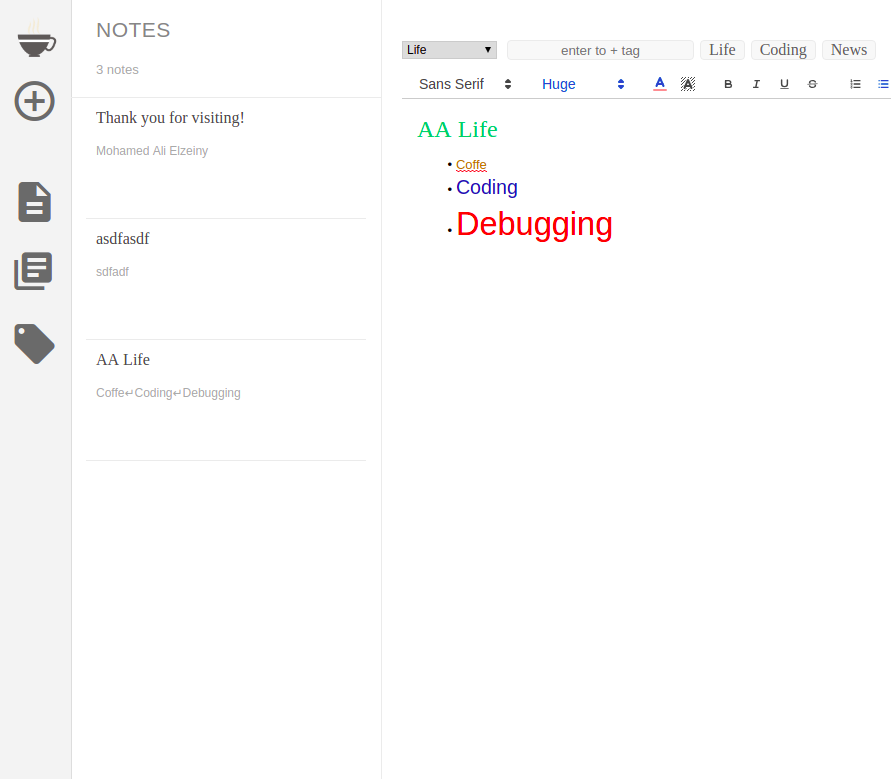 NOTES
3 notes
Thank you for visiting!
Mohamed Ali Elzeiny
asdfasdf
sdfadf
AA Life
Coffe↵Coding↵Debugging
Life ▼ enter to + tag Life Coding News
Sans Serif Huge A A B I U S
AA Life
• Coffe
• Coding
• Debugging